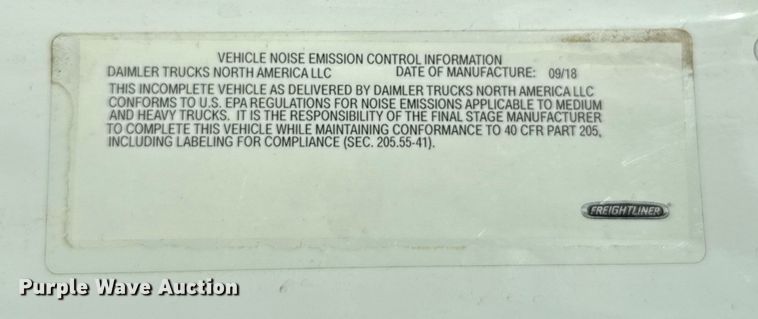 VEHICLE NOISE EMISSION CONTROL INFORMATION
DAIMLER TRUCKS NORTH AMERICA LLC DATE OF MANUFACTURE: 09/18
THIS INCOMPLETE VEHICLE AS DELIVERED BY DAIMLER TRUCKS NORTH AMERICA LLC
CONFORMS TO U.S. EPA REGULATIONS FOR NOISE EMISSIONS APPLICABLE TO MEDIUM
AND HEAVY TRUCKS. IT IS THE RESPONSIBILITY OF THE FINAL STAGE MANUFACTURER
TO COMPLETE THIS VEHICLE WHILE MAINTAINING CONFORMANCE TO 40 CFR PART 205,
INCLUDING LABELING FOR COMPLIANCE (SEC. 205.55-41).
FREIGHTLINER
Purple Wave Auction